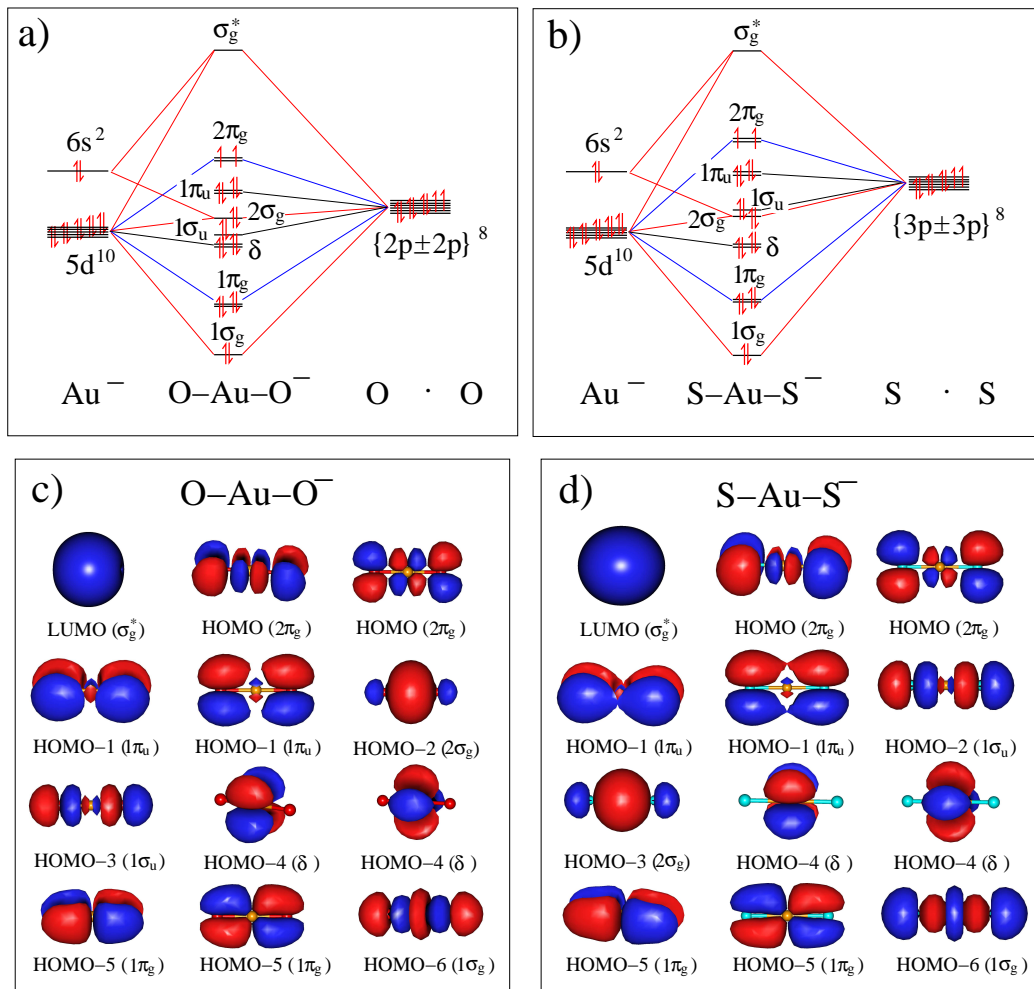 a)
σg*
6s²
2πg
1πu
2σg
1σu
δ
5d¹⁰
{2p±2p}⁸
1πg
1σg
Au⁻ O–Au–O⁻ O · O
b)
σg*
6s²
2πg
1πu
1σu
2σg
δ
5d¹⁰
{3p±3p}⁸
1πg
1σg
Au⁻ S–Au–S⁻ S · S
c)
O–Au–O⁻
LUMO (σg*) HOMO (2πg) HOMO (2πg)
HOMO–1 (1πu) HOMO–1 (1πu) HOMO–2 (2σg)
HOMO–3 (1σu) HOMO–4 (δ) HOMO–4 (δ)
HOMO–5 (1πg) HOMO–5 (1πg) HOMO–6 (1σg)
d)
S–Au–S⁻
LUMO (σg*) HOMO (2πg) HOMO (2πg)
HOMO–1 (1πu) HOMO–1 (1πu) HOMO–2 (1σu)
HOMO–3 (2σg) HOMO–4 (δ) HOMO–4 (δ)
HOMO–5 (1πg) HOMO–5 (1πg) HOMO–6 (1σg)